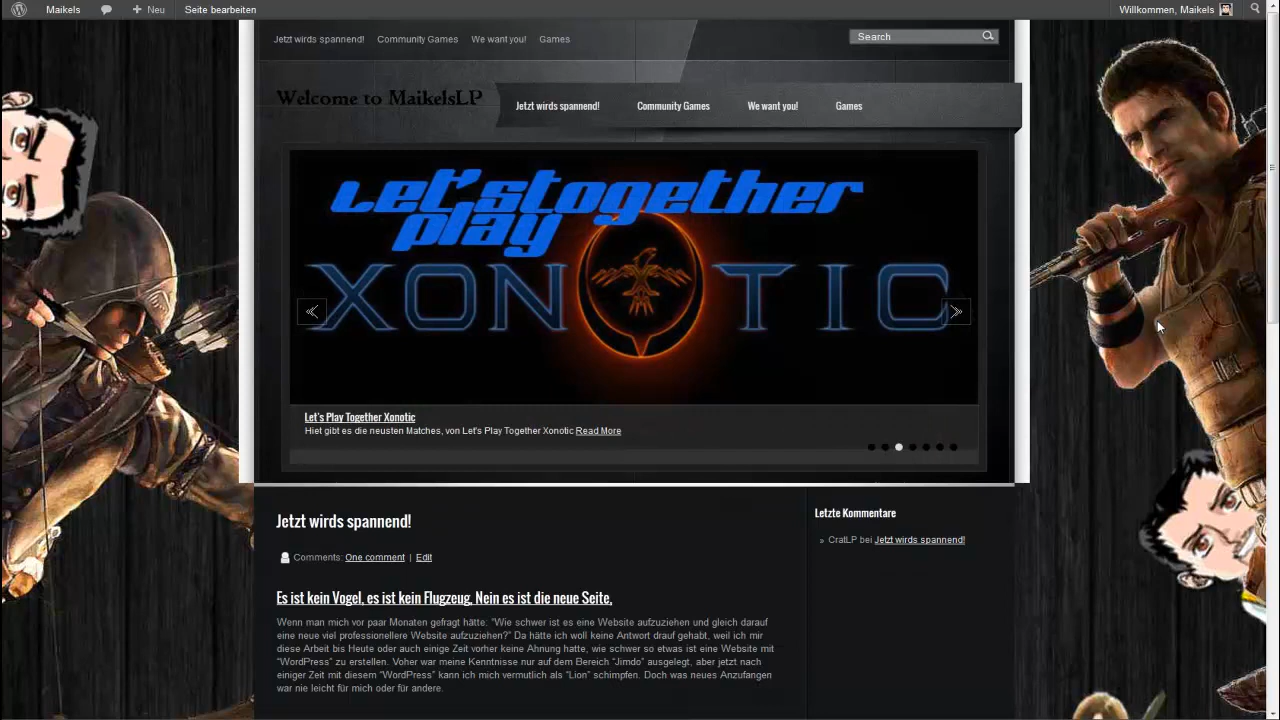 Maikels Neu Seite bearbeiten Willkommen, Maikels
Jetzt wirds spannend! Community Games We want you! Games Search
Welcome to MaikelsLP
Jetzt wirds spannend! Community Games We want you! Games
Let'stogether
play
XONOTIC
Let's Play Together Xonotic
Hiet gibt es die neusten Matches, von Let's Play Together Xonotic Read More
Jetzt wirds spannend!
Comments: One comment | Edit
Es ist kein Vogel, es ist kein Flugzeug, Nein es ist die neue Seite,
Wenn man mich vor paar Monaten gefragt hätte: "Wie schwer ist es eine Website aufzuziehen und gleich darauf
eine neue viel professionellere Website aufzuziehen?" Da hätte ich woll keine Antwort drauf gehabt, weil ich mir
diese Arbeit bis Heute oder auch einige Zeit vorher keine Ahnung hatte, wie schwer so etwas ist eine Website mit
"WordPress" zu erstellen. Voher war meine Kenntnisse nur auf dem Bereich "Jimdo" ausgelegt, aber jetzt nach
einiger Zeit mit diesem "WordPress" kann ich mich vermutlich als "Lion" schimpfen. Doch was neues Anzufangen
war nie leicht für mich oder für andere.
Letzte Kommentare
» CratLP bei Jetzt wirds spannend!